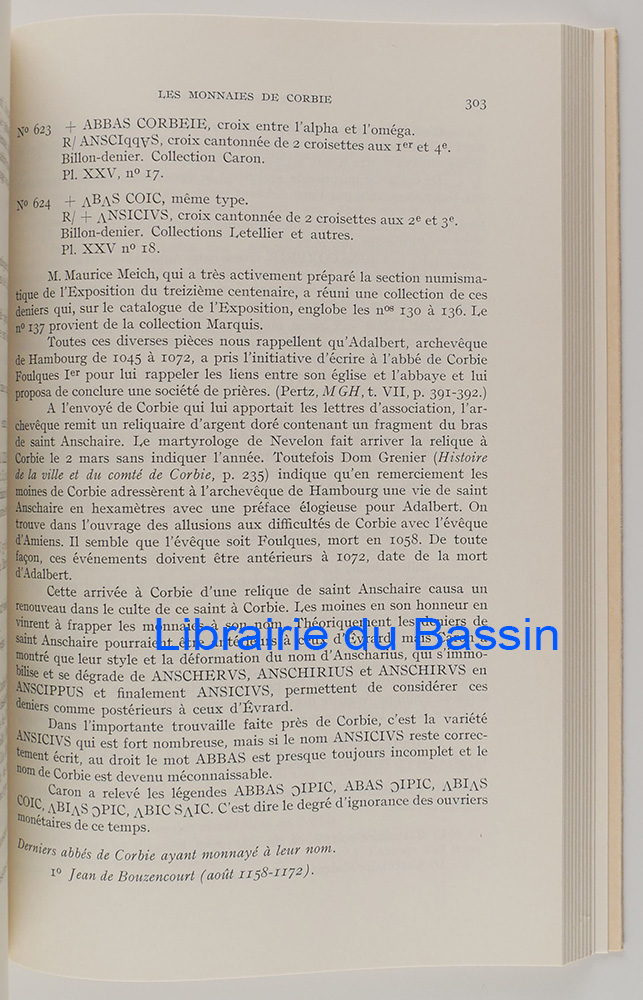 LES MONNAIES DE CORBIE
303
Nº 623 + ABBAS CORBEIE, croix entre l'alpha et l'oméga.
R/ ANSCIqqVS, croix cantonnée de 2 croisettes aux 1er et 4e.
Billon-denier. Collection Caron.
Pl. XXV, nº 17.
Nº 624 + ΛBΛS COIC, même type.
R/ + ΛNSICIVS, croix cantonnée de 2 croisettes aux 2e et 3e.
Billon-denier. Collections Letellier et autres.
Pl. XXV nº 18.
M. Maurice Meich, qui a très activement préparé la section numisma-
tique de l'Exposition du treizième centenaire, a réuni une collection de ces
deniers qui, sur le catalogue de l'Exposition, englobe les nos 130 à 136. Le
nº 137 provient de la collection Marquis.
Toutes ces diverses pièces nous rappellent qu'Adalbert, archevêque
de Hambourg de 1045 à 1072, a pris l'initiative d'écrire à l'abbé de Corbie
Foulques Ier pour lui rappeler les liens entre son église et l'abbaye et lui
proposa de conclure une société de prières. (Pertz, MGH, t. VII, p. 391-392.)
A l'envoyé de Corbie qui lui apportait les lettres d'association, l'ar-
chevêque remit un reliquaire d'argent doré contenant un fragment du bras
de saint Anschaire. Le martyrologe de Nevelon fait arriver la relique à
Corbie le 2 mars sans indiquer l'année. Toutefois Dom Grenier (Histoire
de la ville et du comté de Corbie, p. 235) indique qu'en remerciement les
moines de Corbie adressèrent à l'archevêque de Hambourg une vie de saint
Anschaire en hexamètres avec une préface élogieuse pour Adalbert. On
trouve dans l'ouvrage des allusions aux difficultés de Corbie avec l'évêque
d'Amiens. Il semble que l'évêque soit Foulques, mort en 1058. De toute
façon, ces événements doivent être antérieurs à 1072, date de la mort
d'Adalbert.
Cette arrivée à Corbie d'une relique de saint Anschaire causa un
renouveau dans le culte de ce saint à Corbie. Les moines en son honneur en
vinrent à frapper les monnaies à son nom. Théoriquement les deniers de
saint Anschaire pourraient être antérieurs à ceux d'Évrard, mais Caron a
Librairie du Bassin
montré que leur style et la déformation du nom d'Anscharius, qui s'immo-
bilise et se dégrade de ANSCHERVS, ANSCHIRIUS et ANSCHIRVS en
ANSCIPPUS et finalement ANSICIVS, permettent de considérer ces
deniers comme postérieurs à ceux d'Évrard.
Dans l'importante trouvaille faite près de Corbie, c'est la variété
ANSICIVS qui est fort nombreuse, mais si le nom ANSICIVS reste correc-
tement écrit, au droit le mot ABBAS est presque toujours incomplet et le
nom de Corbie est devenu méconnaissable.
Caron a relevé les légendes ABBAS ƆIPIC, ABAS ƆIPIC, ΛBIΛS
COIC, ΛBIΛS ƆPIC, ΛBIC SΛIC. C'est dire le degré d'ignorance des ouvriers
monétaires de ce temps.
Derniers abbés de Corbie ayant monnayé à leur nom.
1º Jean de Bouzencourt (août 1158-1172).